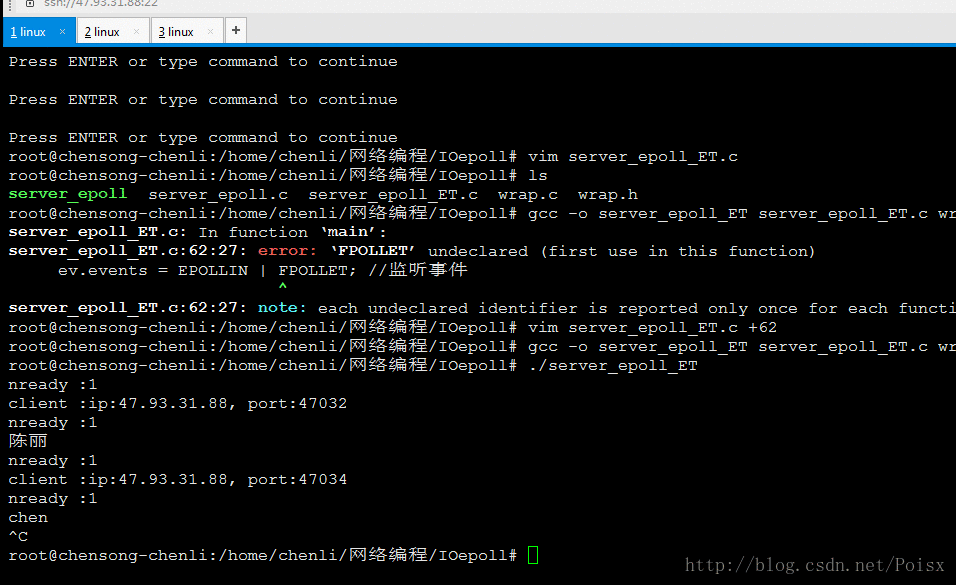 ssh://47.93.31.88:22
1 linux × 2 linux × 3 linux × +
Press ENTER or type command to continue
Press ENTER or type command to continue
Press ENTER or type command to continue
root@chensong-chenli:/home/chenli/网络编程/IOepoll# vim server_epoll_ET.c
root@chensong-chenli:/home/chenli/网络编程/IOepoll# ls
server_epoll server_epoll.c server_epoll_ET.c wrap.c wrap.h
root@chensong-chenli:/home/chenli/网络编程/IOepoll# gcc -o server_epoll_ET server_epoll_ET.c wr
server_epoll_ET.c: In function ‘main’:
server_epoll_ET.c:62:27: error: ‘FPOLLET’ undeclared (first use in this function)
ev.events = EPOLLIN | FPOLLET; //监听事件
^
server_epoll_ET.c:62:27: note: each undeclared identifier is reported only once for each functi
root@chensong-chenli:/home/chenli/网络编程/IOepoll# vim server_epoll_ET.c +62
root@chensong-chenli:/home/chenli/网络编程/IOepoll# gcc -o server_epoll_ET server_epoll_ET.c wr
root@chensong-chenli:/home/chenli/网络编程/IOepoll# ./server_epoll_ET
nready :1
client :ip:47.93.31.88, port:47032
nready :1
陈丽
nready :1
client :ip:47.93.31.88, port:47034
nready :1
chen
^C
root@chensong-chenli:/home/chenli/网络编程/IOepoll#
http://blog.csdn.net/Poisx